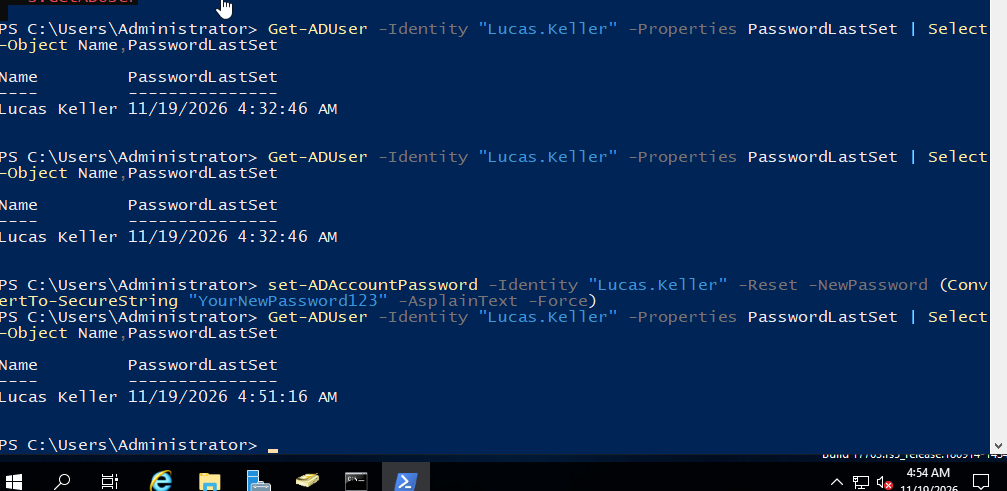 PS C:\Users\Administrator> Get-ADUser -Identity "Lucas.Keller" -Properties PasswordLastSet | Select
-Object Name,PasswordLastSet
Name PasswordLastSet
---- ---------------
Lucas Keller 11/19/2026 4:32:46 AM
PS C:\Users\Administrator> Get-ADUser -Identity "Lucas.Keller" -Properties PasswordLastSet | Select
-Object Name,PasswordLastSet
Name PasswordLastSet
---- ---------------
Lucas Keller 11/19/2026 4:32:46 AM
PS C:\Users\Administrator> set-ADAccountPassword -Identity "Lucas.Keller" -Reset -NewPassword (Conv
ertTo-SecureString "YourNewPassword123" -AsplainText -Force)
PS C:\Users\Administrator> Get-ADUser -Identity "Lucas.Keller" -Properties PasswordLastSet | Select
-Object Name,PasswordLastSet
Name PasswordLastSet
---- ---------------
Lucas Keller 11/19/2026 4:51:16 AM
PS C:\Users\Administrator>
4:54 AM
11/19/2026